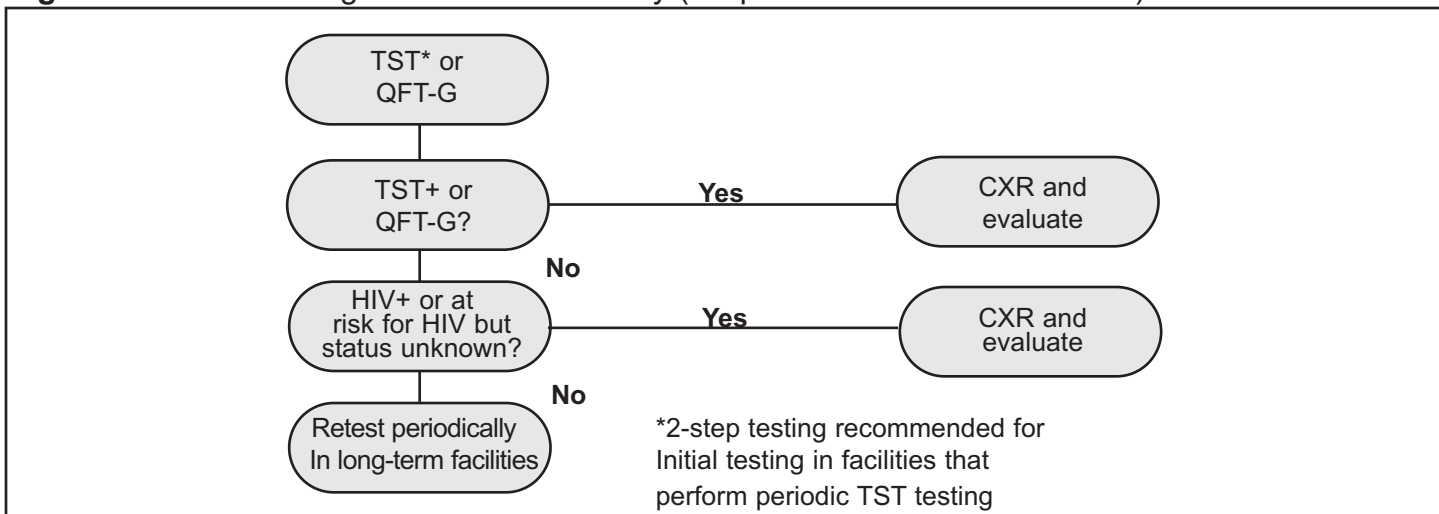 TST* or
QFT-G
TST+ or
QFT-G?
Yes
CXR and
evaluate
No
HIV+ or at
risk for HIV but
status unknown?
Yes
CXR and
evaluate
No
Retest periodically
In long-term facilities
*2-step testing recommended for
Initial testing in facilities that
perform periodic TST testing